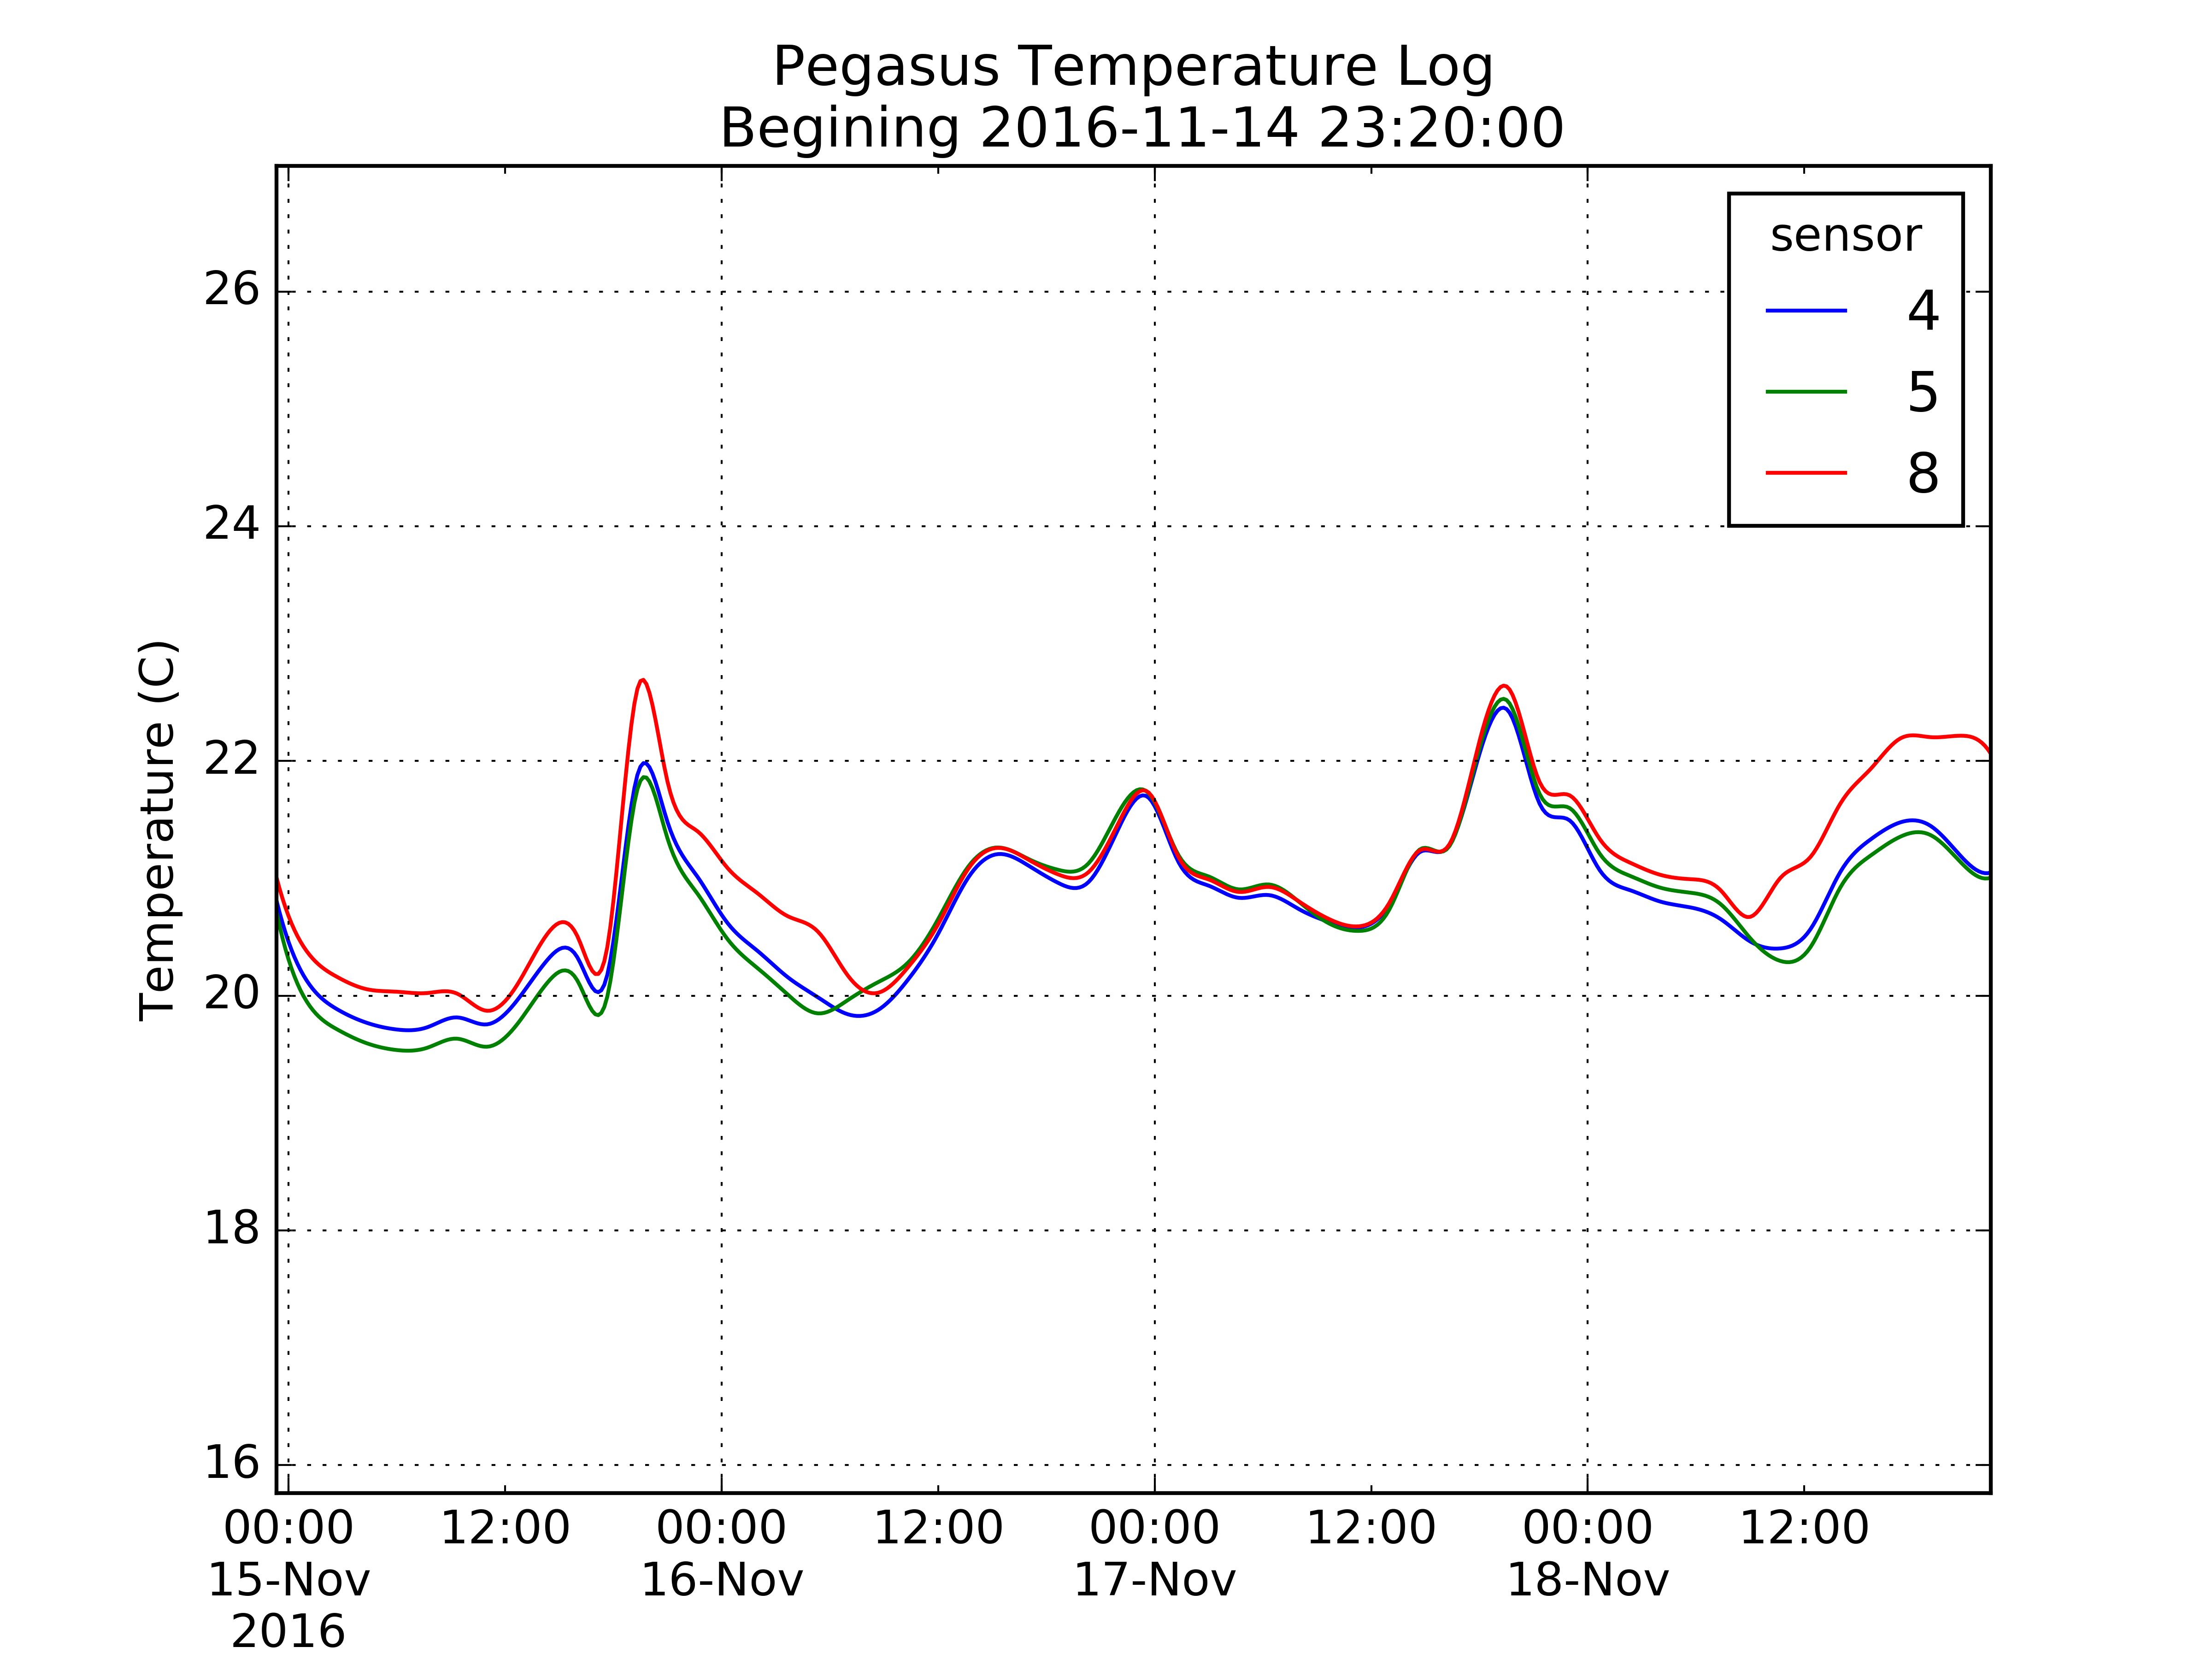 Pegasus Temperature Log
Begining 2016-11-14 23:20:00
sensor
4
5
8
Temperature (C)
26
24
22
20
18
16
00:00 12:00 00:00 12:00 00:00 12:00 00:00 12:00
15-Nov 16-Nov 17-Nov 18-Nov
2016